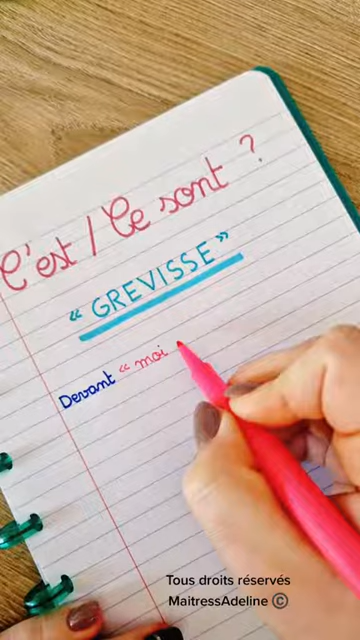 C'est / Ce sont ?
« GREVISSE »
Devant « moi
Tous droits réservés
MaitressAdeline ©